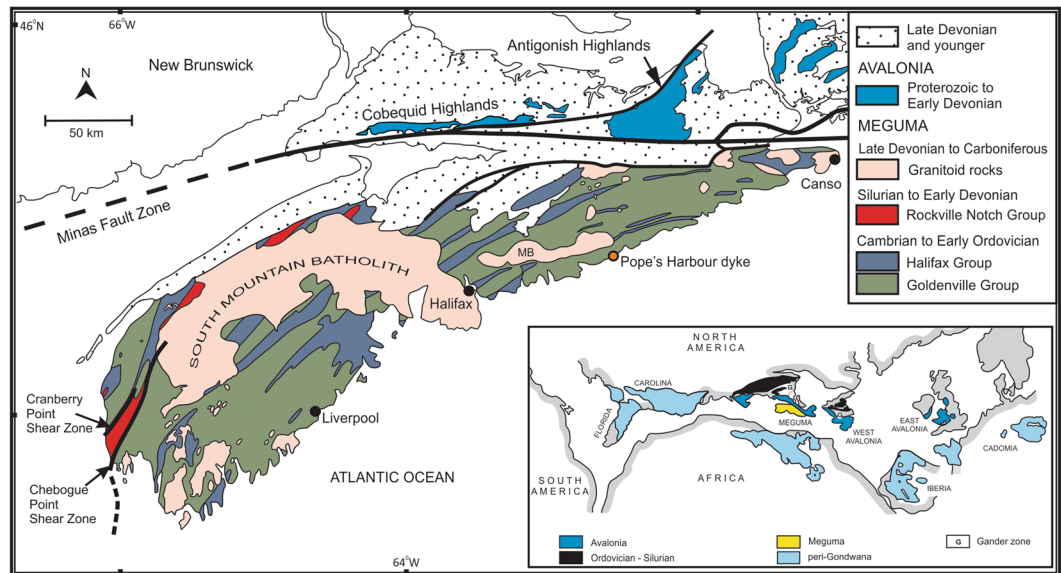 46°N
66°W
New Brunswick
N
50 km
Antigonish Highlands
Cobequid Highlands
Minas Fault Zone
Canso
MB
Pope's Harbour dyke
SOUTH MOUNTAIN BATHOLITH
Halifax
Liverpool
Cranberry
Point
Shear Zone
Chebogue
Point
Shear Zone
ATLANTIC OCEAN
64°W
Late Devonian
and younger
AVALONIA
Proterozoic to
Early Devonian
MEGUMA
Late Devonian to Carboniferous
Granitoid rocks
Silurian to Early Devonian
Rockville Notch Group
Cambrian to Early Ordovician
Halifax Group
Goldenville Group
NORTH
AMERICA
CAROLINA
FLORIDA
G
MEGUMA
WEST
AVALONIA
EAST
AVALONIA
CADOMIA
IBERIA
AFRICA
SOUTH
AMERICA
Avalonia
Ordovician - Silurian
Meguma
peri-Gondwana
G
Gander zone